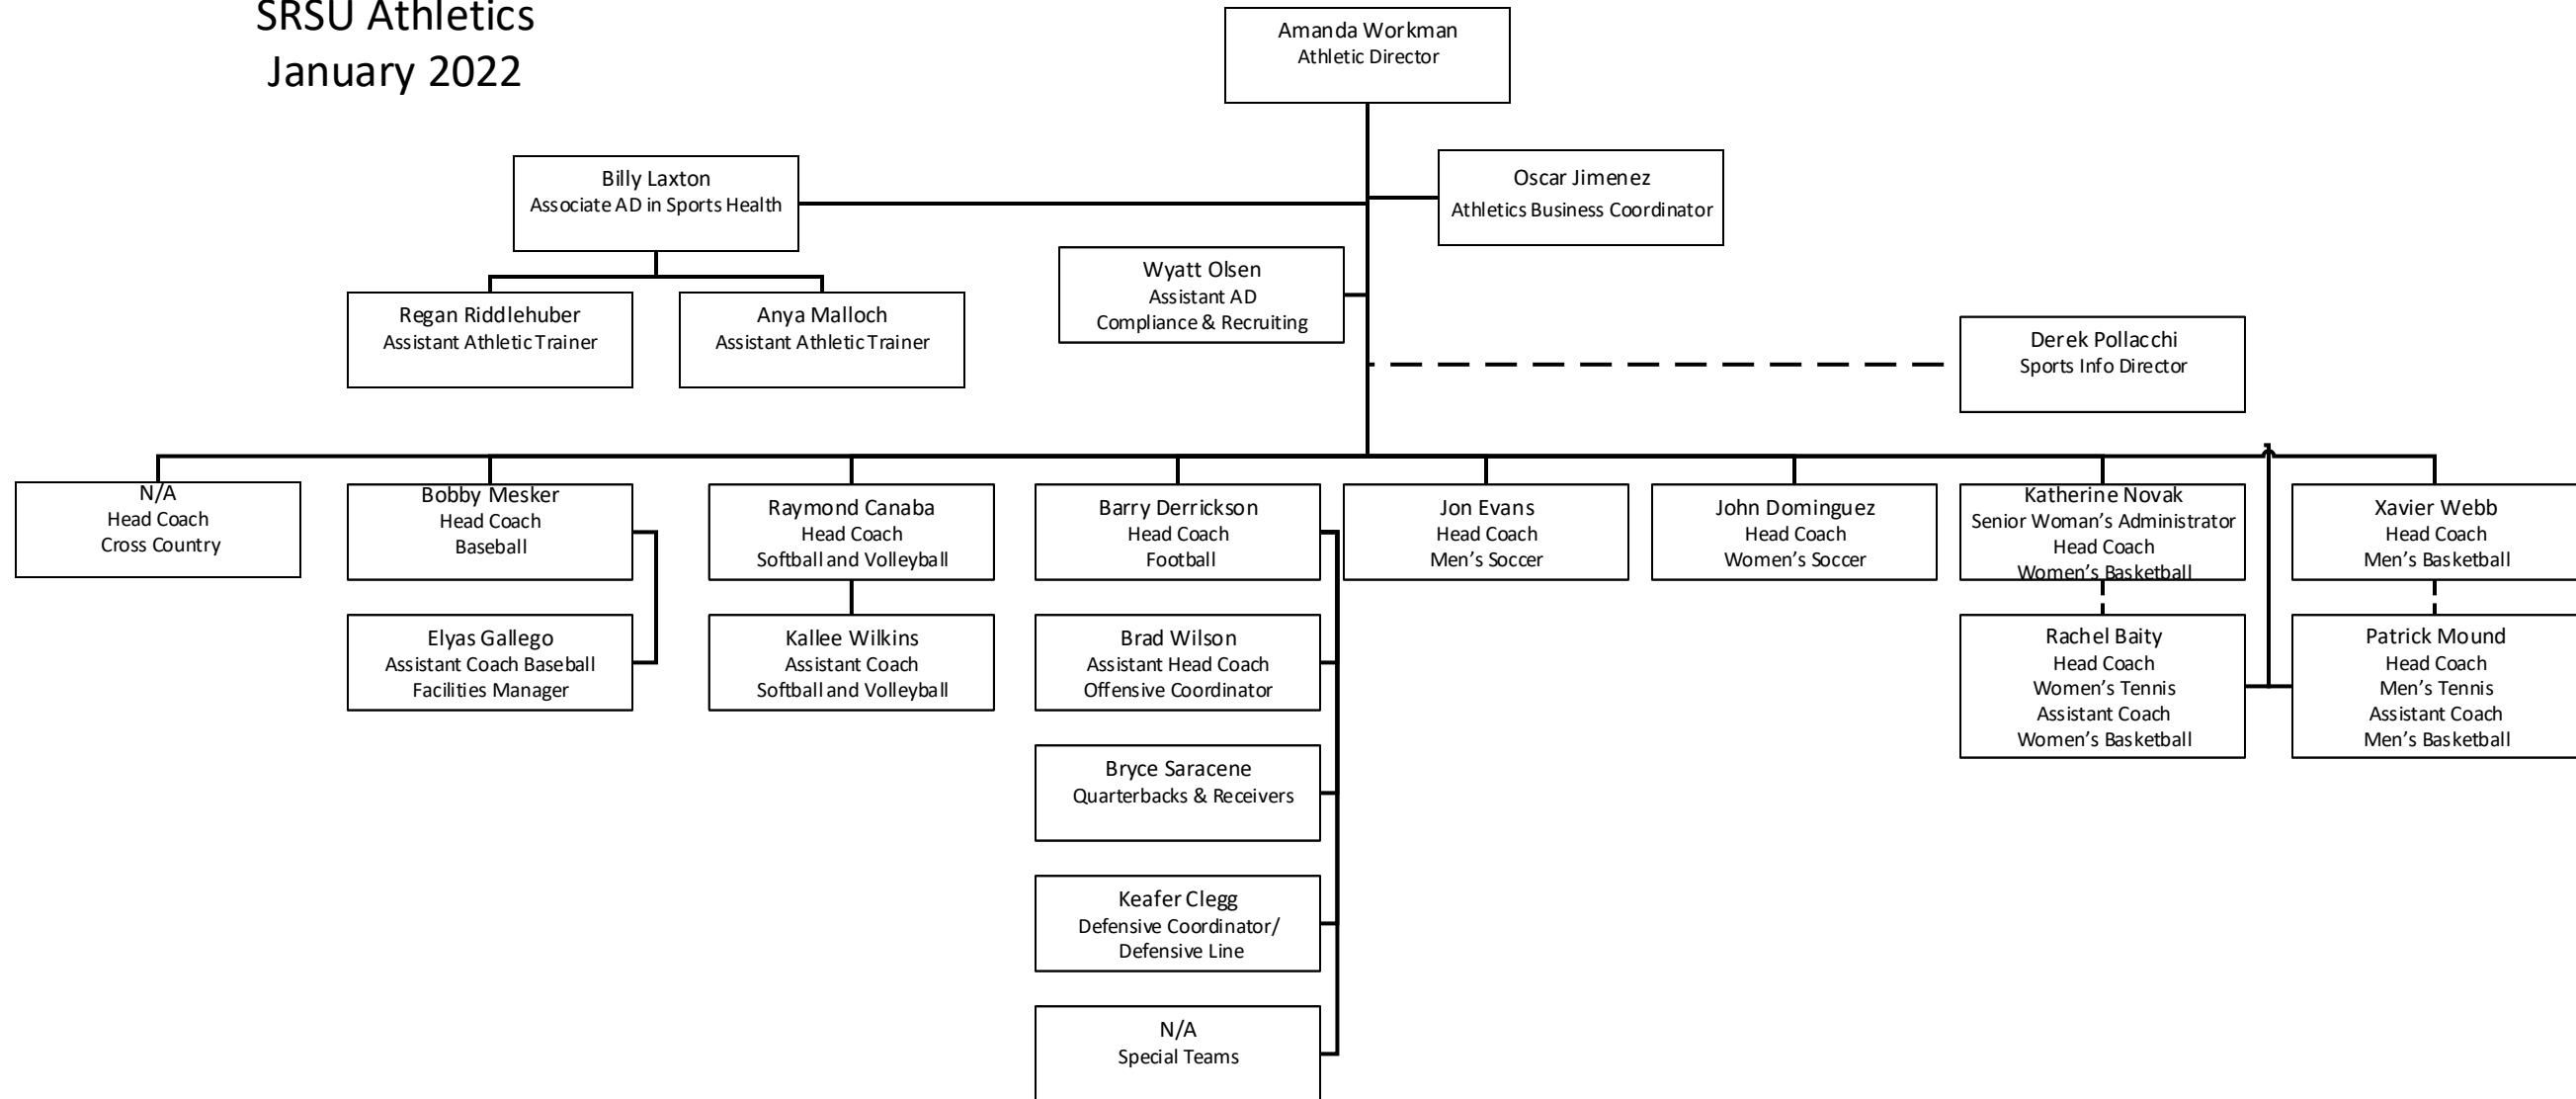 SRSU Athletics
January 2022
Amanda Workman
Athletic Director
Billy Laxton
Associate AD in Sports Health
Oscar Jimenez
Athletics Business Coordinator
Wyatt Olsen
Assistant AD
Compliance & Recruiting
Regan Riddlehuber
Assistant Athletic Trainer
Anya Malloch
Assistant Athletic Trainer
Derek Pollacchi
Sports Info Director
N/A
Head Coach
Cross Country
Bobby Mesker
Head Coach
Baseball
Raymond Canaba
Head Coach
Softball and Volleyball
Barry Derrickson
Head Coach
Football
Jon Evans
Head Coach
Men’s Soccer
John Dominguez
Head Coach
Women’s Soccer
Katherine Novak
Senior Woman’s Administrator
Head Coach
Women’s Basketball
Xavier Webb
Head Coach
Men’s Basketball
Elyas Gallego
Assistant Coach Baseball
Facilities Manager
Kallee Wilkins
Assistant Coach
Softball and Volleyball
Brad Wilson
Assistant Head Coach
Offensive Coordinator
Rachel Baity
Head Coach
Women’s Tennis
Assistant Coach
Women’s Basketball
Patrick Mound
Head Coach
Men’s Tennis
Assistant Coach
Men’s Basketball
Bryce Saracene
Quarterbacks & Receivers
Keafer Clegg
Defensive Coordinator/
Defensive Line
N/A
Special Teams